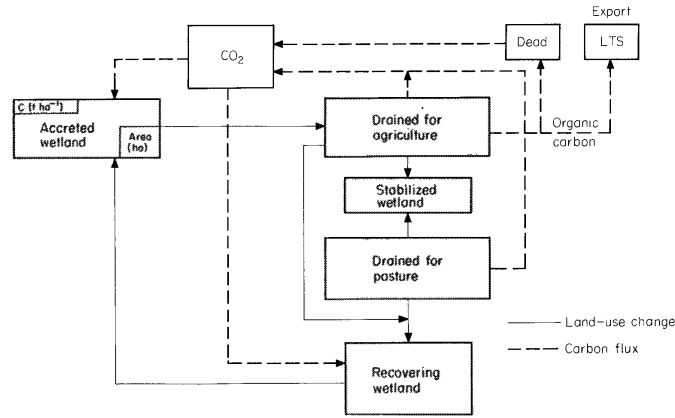 Export
CO₂
Dead
LTS
C (t ha⁻¹)
Accreted
wetland
Area
(ha)
Drained for
agriculture
Organic
carbon
Stabilized
wetland
Drained for
pasture
Land-use change
Carbon flux
Recovering
wetland